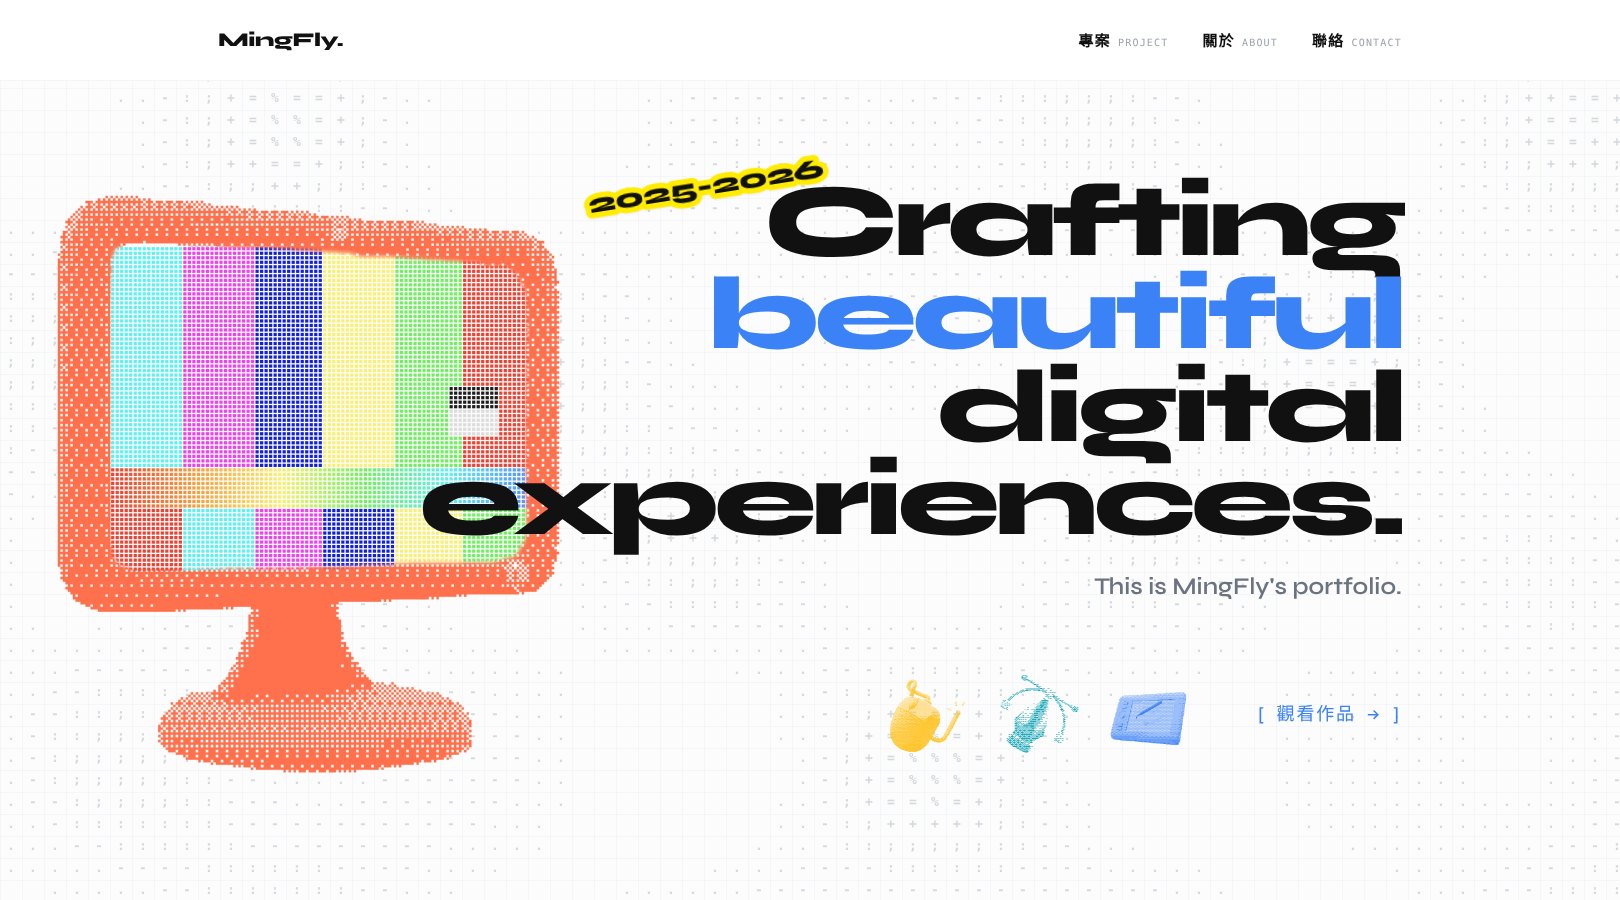 MingFly.
專案 PROJECT 關於 ABOUT 聯絡 CONTACT
2025-2026
Crafting
beautiful
digital
experiences.
This is MingFly's portfolio.
[ 觀看作品 → ]